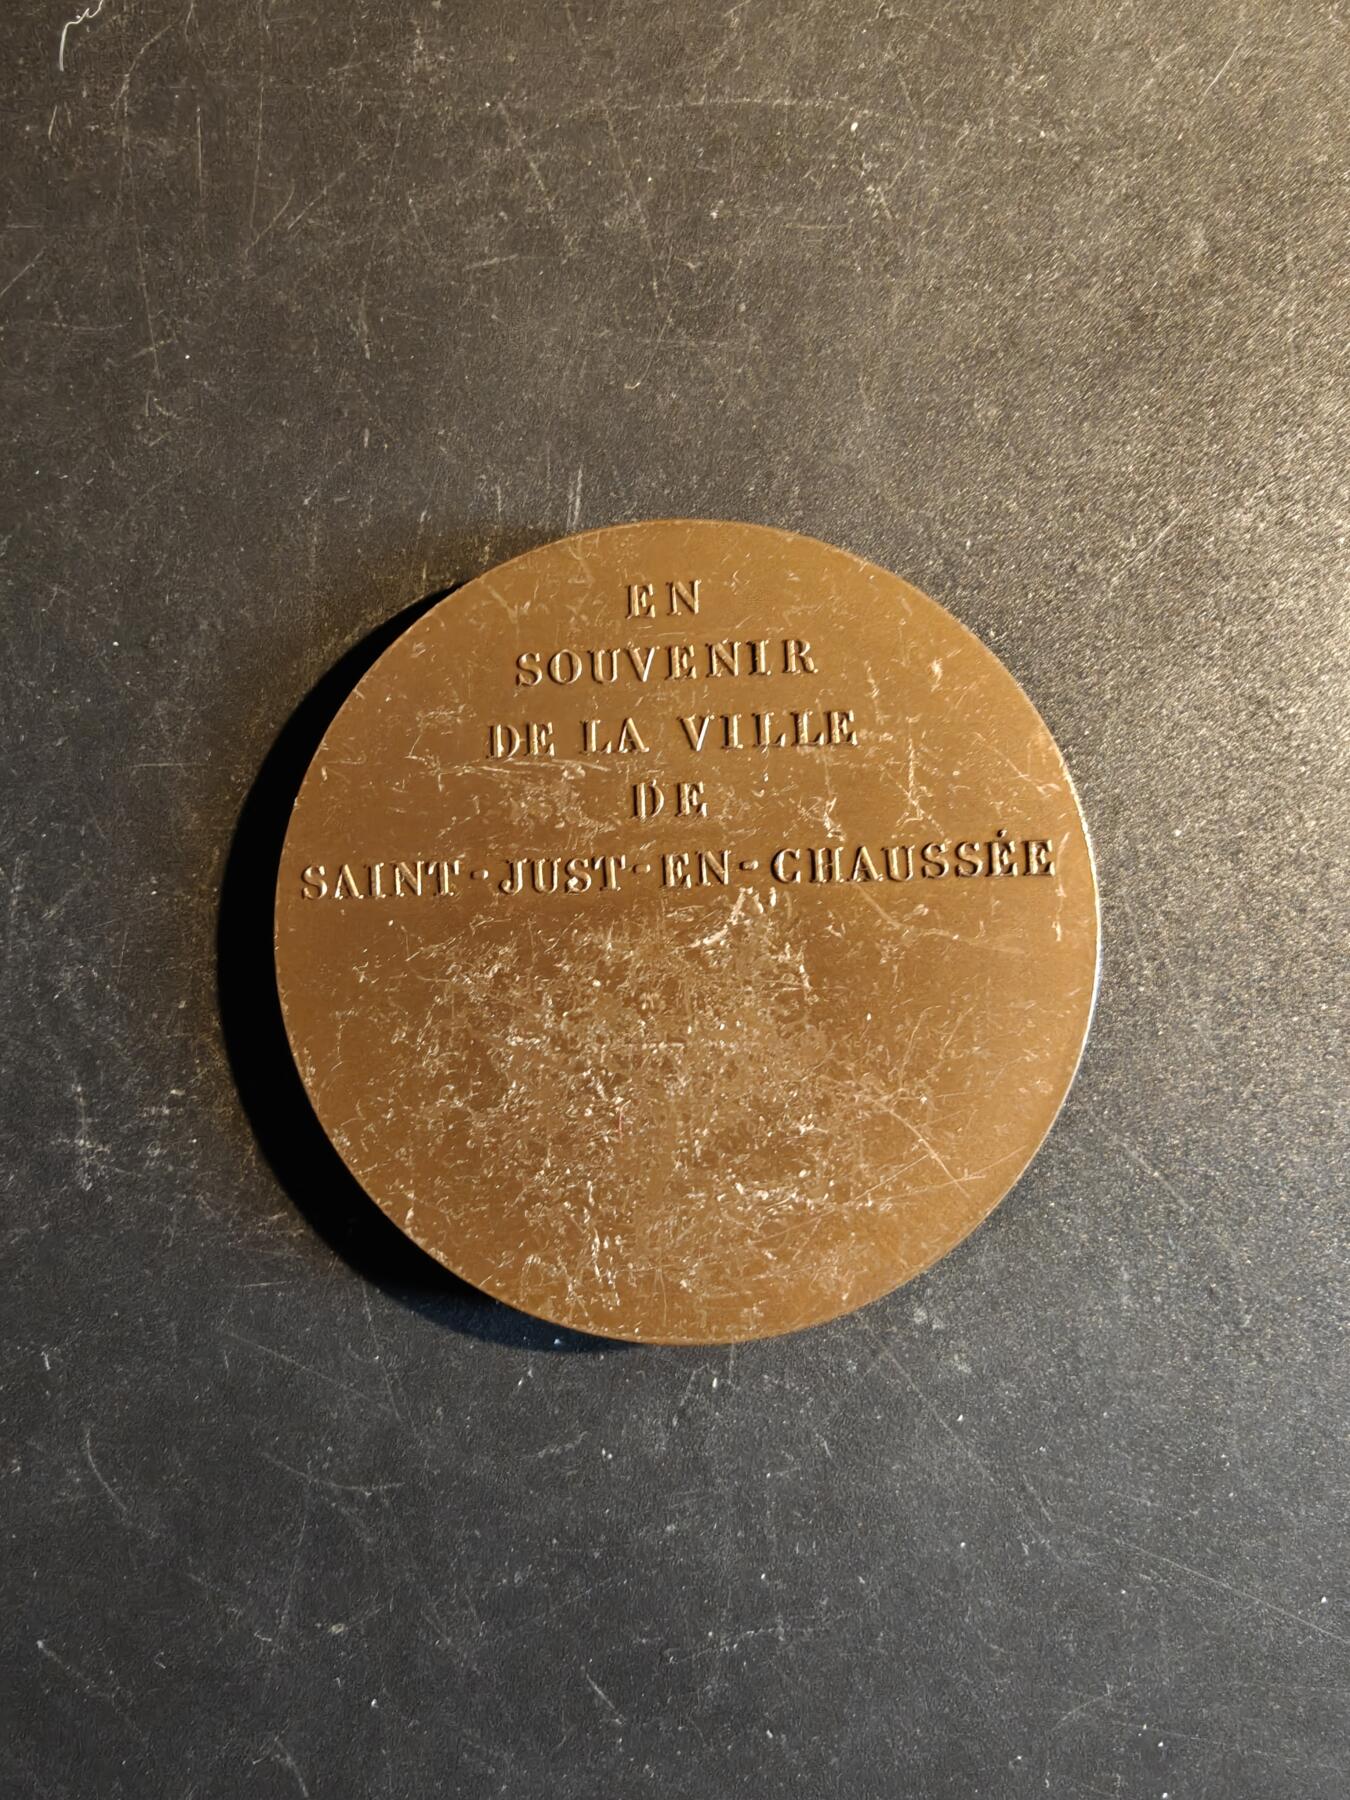 EN
SOUVENIR
DE LA VILLE
DE
SAINT-JUST-EN-CHAUSSÉE